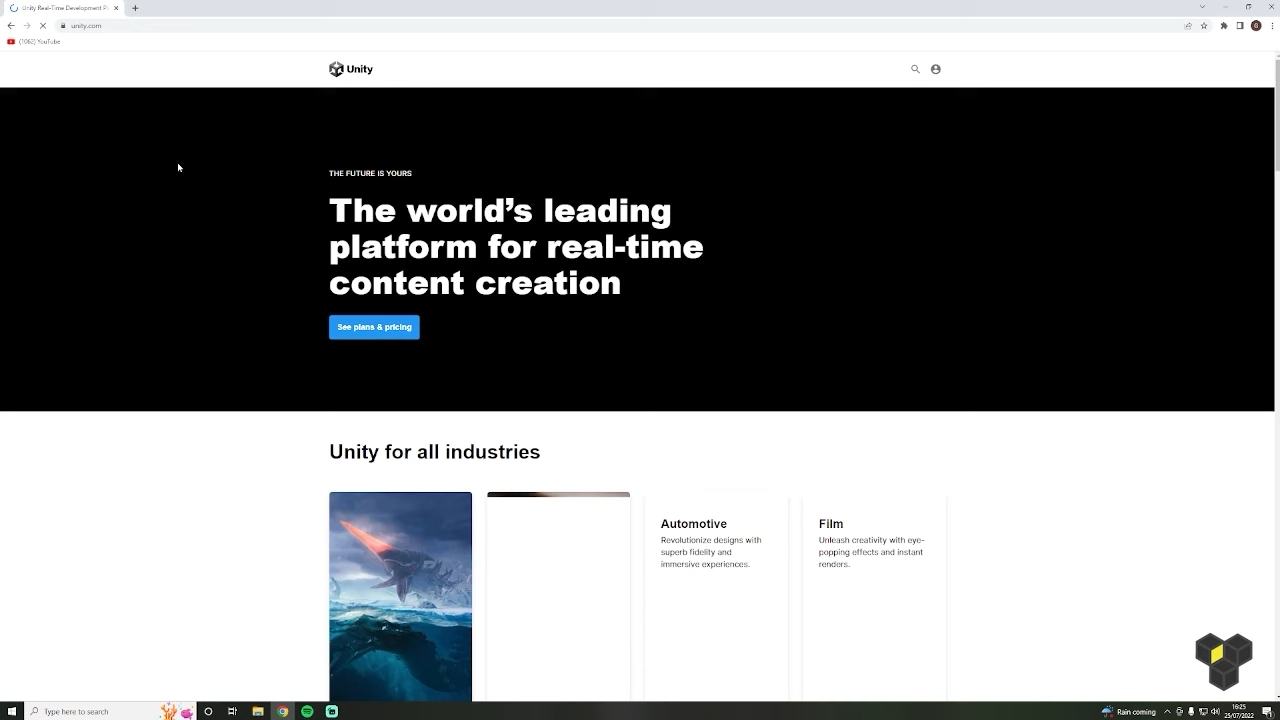 Unity Real-Time Development Pl
unity.com
(1062) YouTube
Unity
THE FUTURE IS YOURS
The world's leading
platform for real-time
content creation
See plans & pricing
Unity for all industries
Automotive
Revolutionize designs with
superb fidelity and
immersive experiences.
Film
Unleash creativity with eye-
popping effects and instant
renders.
Type here to search
Rain coming
16:25
25/07/2022